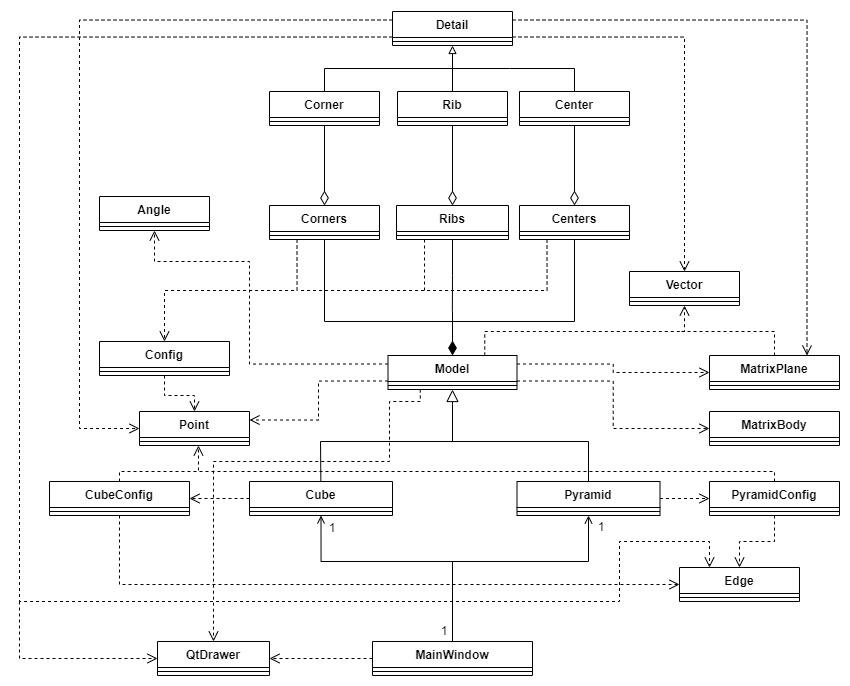 Detail
Corner
Rib
Center
Angle
Corners
Ribs
Centers
Vector
Config
Model
MatrixPlane
Point
MatrixBody
CubeConfig
Cube
Pyramid
PyramidConfig
1
1
Edge
1
QtDrawer
MainWindow